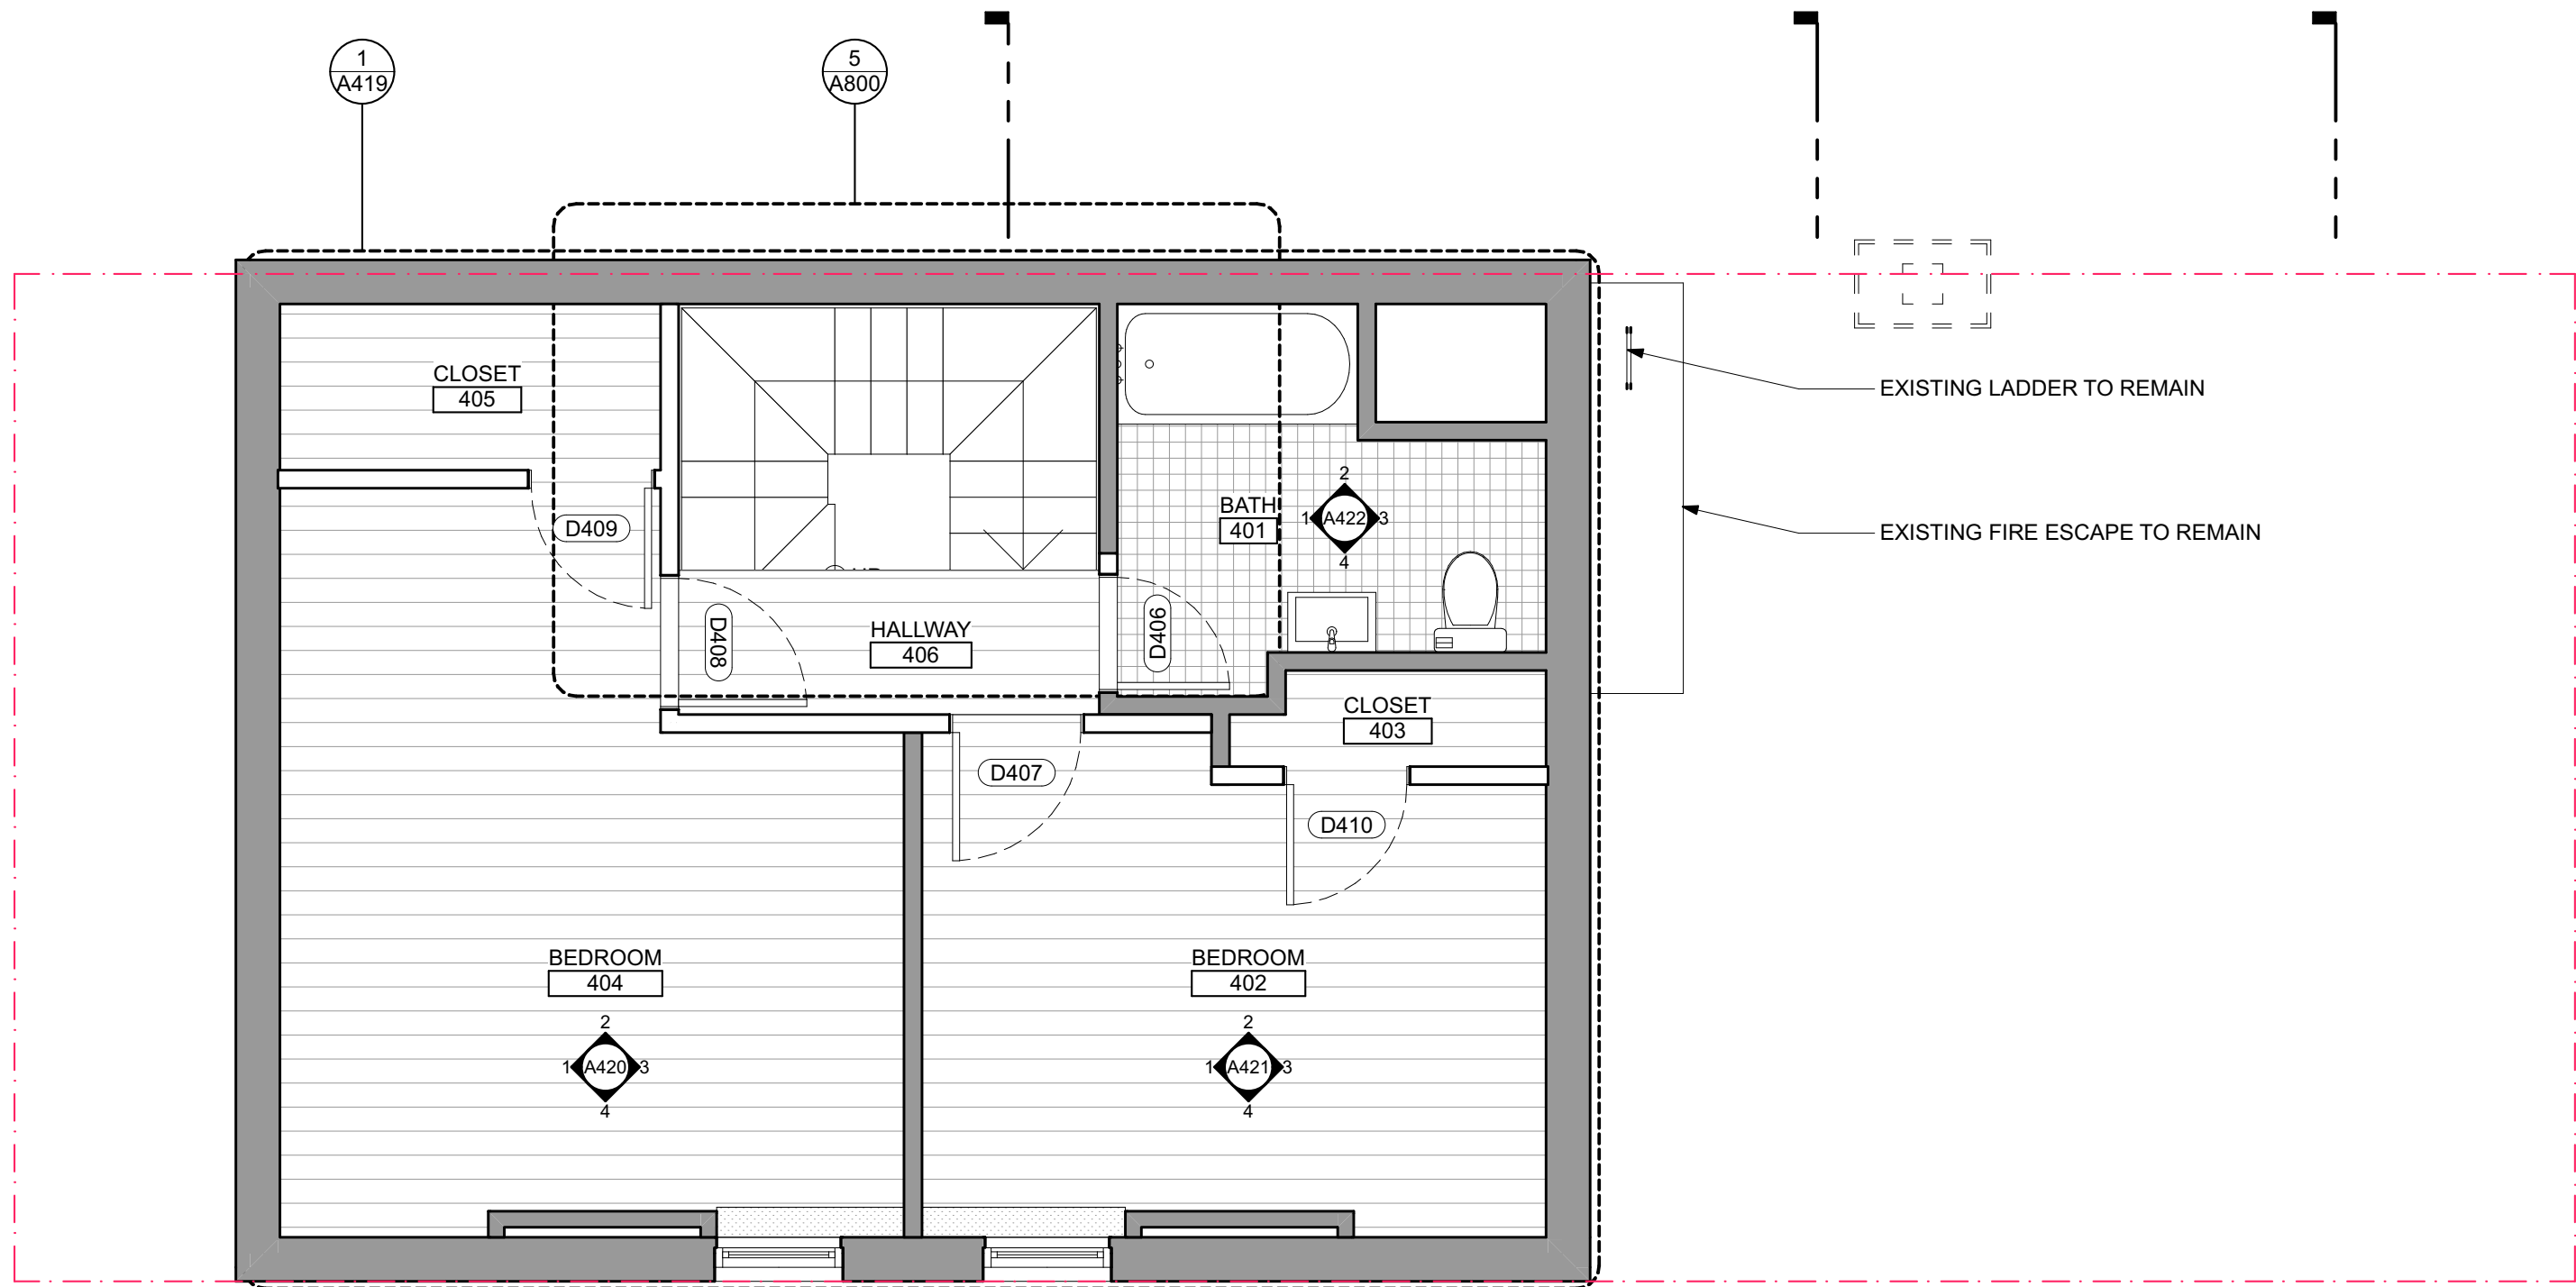 1
A419
5
A800
CLOSET
405
EXISTING LADDER TO REMAIN
D409
BATH
401
2
1 A422 3
4
EXISTING FIRE ESCAPE TO REMAIN
D408
HALLWAY
406
D406
CLOSET
403
D407
D410
BEDROOM
404
2
1 A420 3
4
BEDROOM
402
2
1 A421 3
4